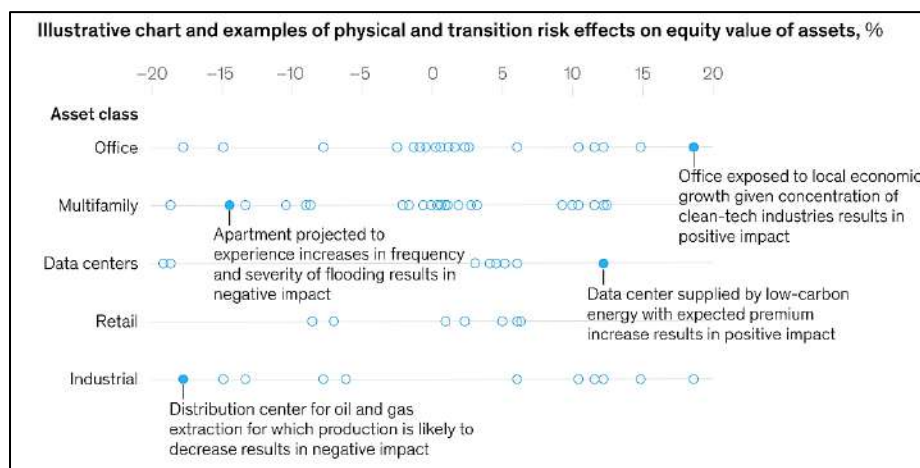 Illustrative chart and examples of physical and transition risk effects on equity value of assets, %
−20 −15 −10 −5 0 5 10 15 20
Asset class
Office
Office exposed to local economic
growth given concentration of
clean-tech industries results in
positive impact
Multifamily
Apartment projected to
experience increases in frequency
and severity of flooding results in
negative impact
Data centers
Data center supplied by low-carbon
energy with expected premium
increase results in positive impact
Retail
Industrial
Distribution center for oil and gas
extraction for which production is likely to
decrease results in negative impact